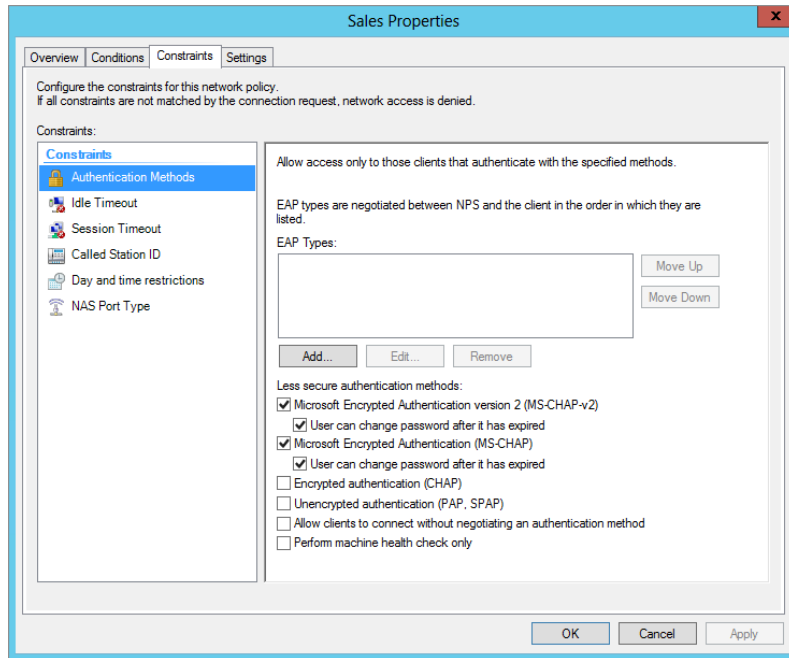 Sales Properties
x
Overview
Conditions
Constraints
Settings
Configure the constraints for this network policy.
If all constraints are not matched by the connection request, network access is denied.
Constraints:
Constraints
Authentication Methods
Idle Timeout
Session Timeout
Called Station ID
Day and time restrictions
NAS Port Type
Allow access only to those clients that authenticate with the specified methods.
EAP types are negotiated between NPS and the client in the order in which they are
listed.
EAP Types:
Move Up
Move Down
Add...
Edit...
Remove
Less secure authentication methods:
Microsoft Encrypted Authentication version 2 (MS-CHAP-v2)
User can change password after it has expired
Microsoft Encrypted Authentication (MS-CHAP)
User can change password after it has expired
Encrypted authentication (CHAP)
Unencrypted authentication (PAP, SPAP)
Allow clients to connect without negotiating an authentication method
Perform machine health check only
OK
Cancel
Apply